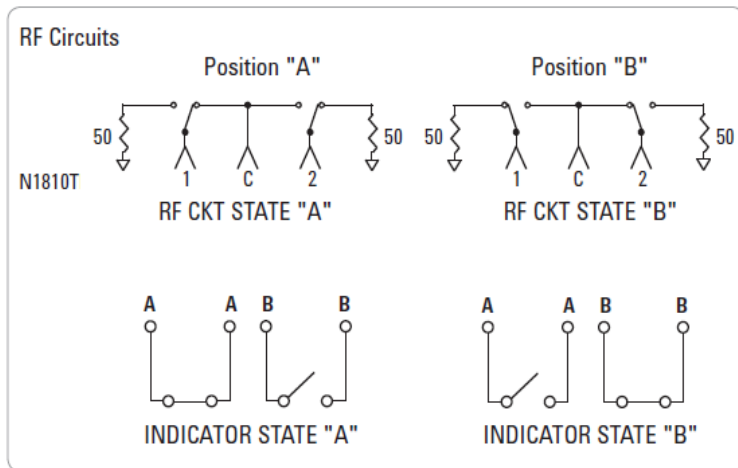 RF Circuits
Position "A"
Position "B"
50
50
50
50
N1810T
1
C
2
1
C
2
RF CKT STATE "A"
RF CKT STATE "B"
A
A
B
B
A
A
B
B
INDICATOR STATE "A"
INDICATOR STATE "B"